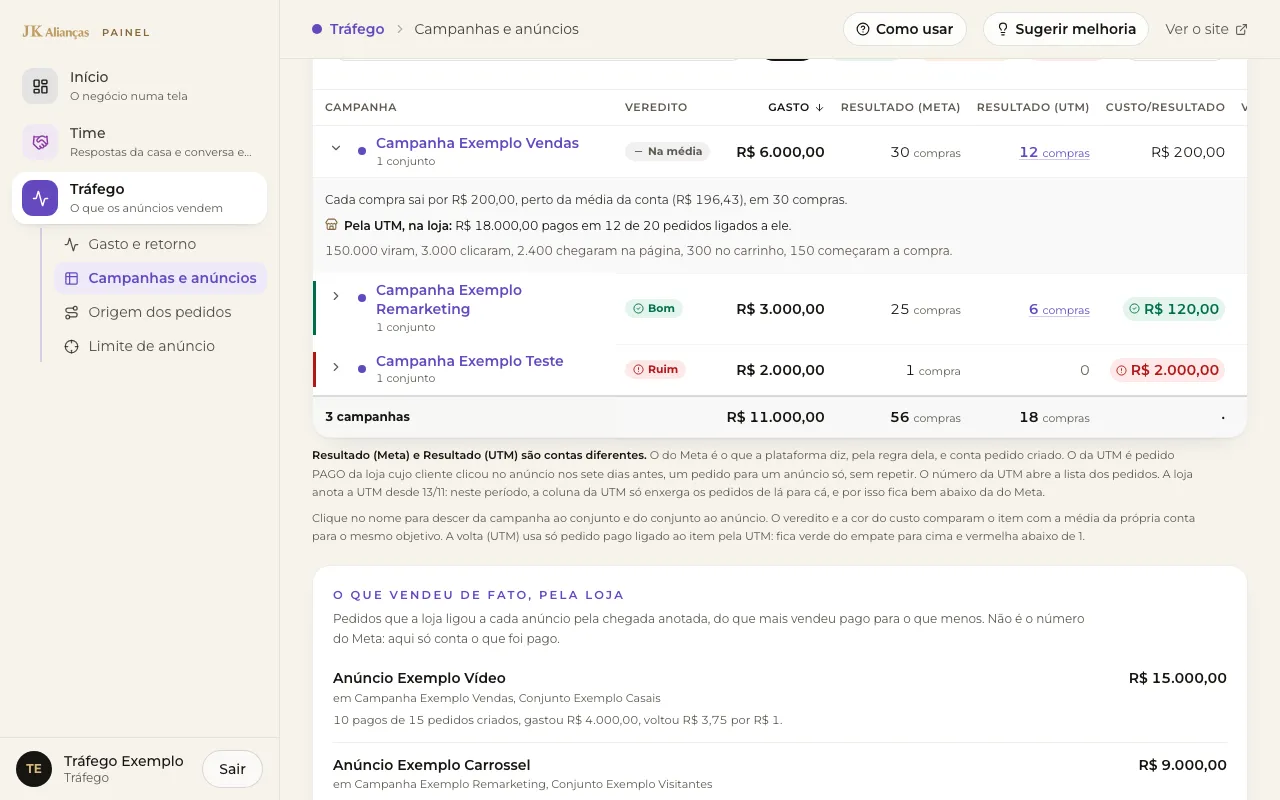 JK Alianças PAINEL
Início
O negócio numa tela
Time
Respostas da casa e conversa e...
Tráfego
O que os anúncios vendem
Gasto e retorno
Campanhas e anúncios
Origem dos pedidos
Limite de anúncio
TE
Tráfego Exemplo
Tráfego
Sair
Tráfego > Campanhas e anúncios
Como usar
Sugerir melhoria
Ver o site
CAMPANHA VEREDITO GASTO ↓ RESULTADO (META) RESULTADO (UTM) CUSTO/RESULTADO
Campanha Exemplo Vendas
1 conjunto
– Na média R$ 6.000,00 30 compras 12 compras R$ 200,00
Cada compra sai por R$ 200,00, perto da média da conta (R$ 196,43), em 30 compras.
Pela UTM, na loja: R$ 18.000,00 pagos em 12 de 20 pedidos ligados a ele.
150.000 viram, 3.000 clicaram, 2.400 chegaram na página, 300 no carrinho, 150 começaram a compra.
Campanha Exemplo
Remarketing
1 conjunto
Bom R$ 3.000,00 25 compras 6 compras R$ 120,00
Campanha Exemplo Teste
1 conjunto
Ruim R$ 2.000,00 1 compra 0 R$ 2.000,00
3 campanhas R$ 11.000,00 56 compras 18 compras ·
Resultado (Meta) e Resultado (UTM) são contas diferentes. O do Meta é o que a plataforma diz, pela regra dela, e conta pedido criado. O da UTM é pedido
PAGO da loja cujo cliente clicou no anúncio nos sete dias antes, um pedido para um anúncio só, sem repetir. O número da UTM abre a lista dos pedidos. A loja
anota a UTM desde 13/11: neste período, a coluna da UTM só enxerga os pedidos de lá para cá, e por isso fica bem abaixo da do Meta.
Clique no nome para descer da campanha ao conjunto e do conjunto ao anúncio. O veredito e a cor do custo comparam o item com a média da própria conta
para o mesmo objetivo. A volta (UTM) usa só pedido pago ligado ao item pela UTM: fica verde do empate para cima e vermelha abaixo de 1.
O QUE VENDEU DE FATO, PELA LOJA
Pedidos que a loja ligou a cada anúncio pela chegada anotada, do que mais vendeu pago para o que menos. Não é o número
do Meta: aqui só conta o que foi pago.
Anúncio Exemplo Vídeo R$ 15.000,00
em Campanha Exemplo Vendas, Conjunto Exemplo Casais
10 pagos de 15 pedidos criados, gastou R$ 4.000,00, voltou R$ 3,75 por R$ 1.
Anúncio Exemplo Carrossel R$ 9.000,00
em Campanha Exemplo Remarketing, Conjunto Exemplo Visitantes